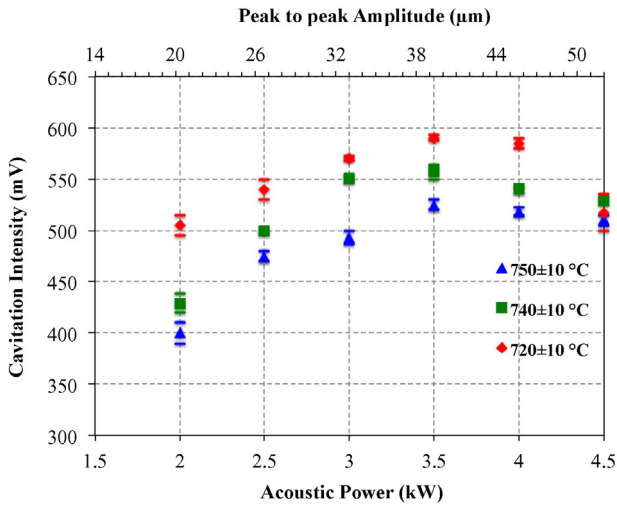 Peak to peak Amplitude (μm)
14 20 26 32 38 44 50
650
600
550
500
450
400
350
300
Cavitation Intensity (mV)
750±10 °C
740±10 °C
720±10 °C
1.5 2 2.5 3 3.5 4 4.5
Acoustic Power (kW)